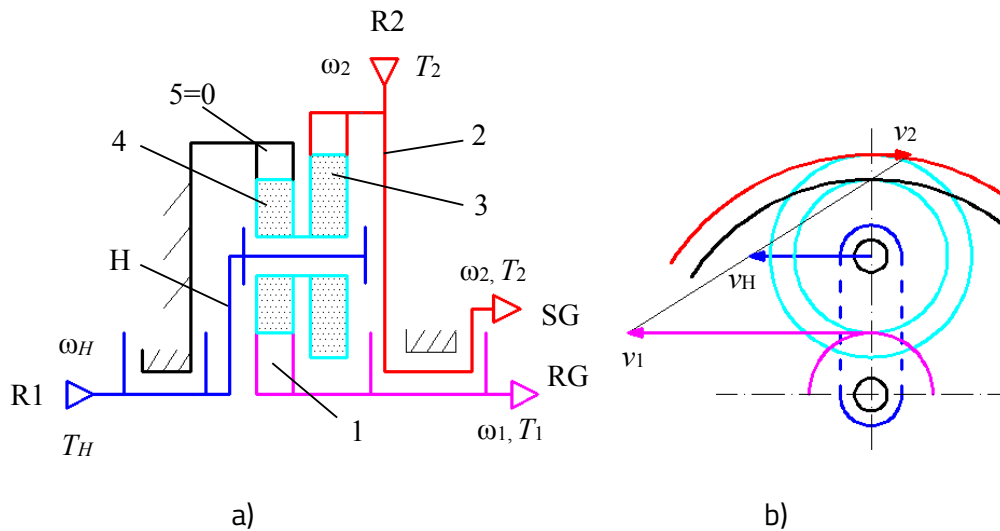 R2
ω2 T2
5=0
4
2
3
H
ω2, T2
SG
ωH
R1
RG
TH
1
ω1, T1
a)
v2
vH
v1
b)